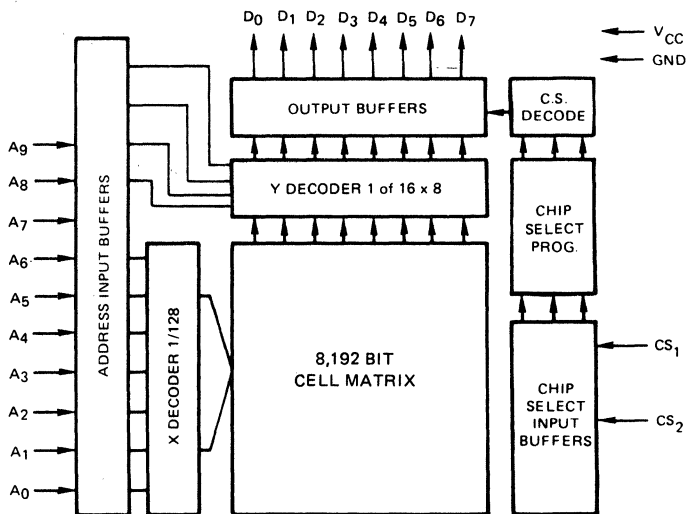 D0 D1 D2 D3 D4 D5 D6 D7
VCC
GND
OUTPUT BUFFERS
C.S.
DECODE
Y DECODER 1 of 16 x 8
CHIP
SELECT
PROG.
ADDRESS INPUT BUFFERS
A9
A8
A7
A6
A5
A4
A3
A2
A1
A0
X DECODER 1/128
8,192 BIT
CELL MATRIX
CHIP
SELECT
INPUT
BUFFERS
CS1
CS2